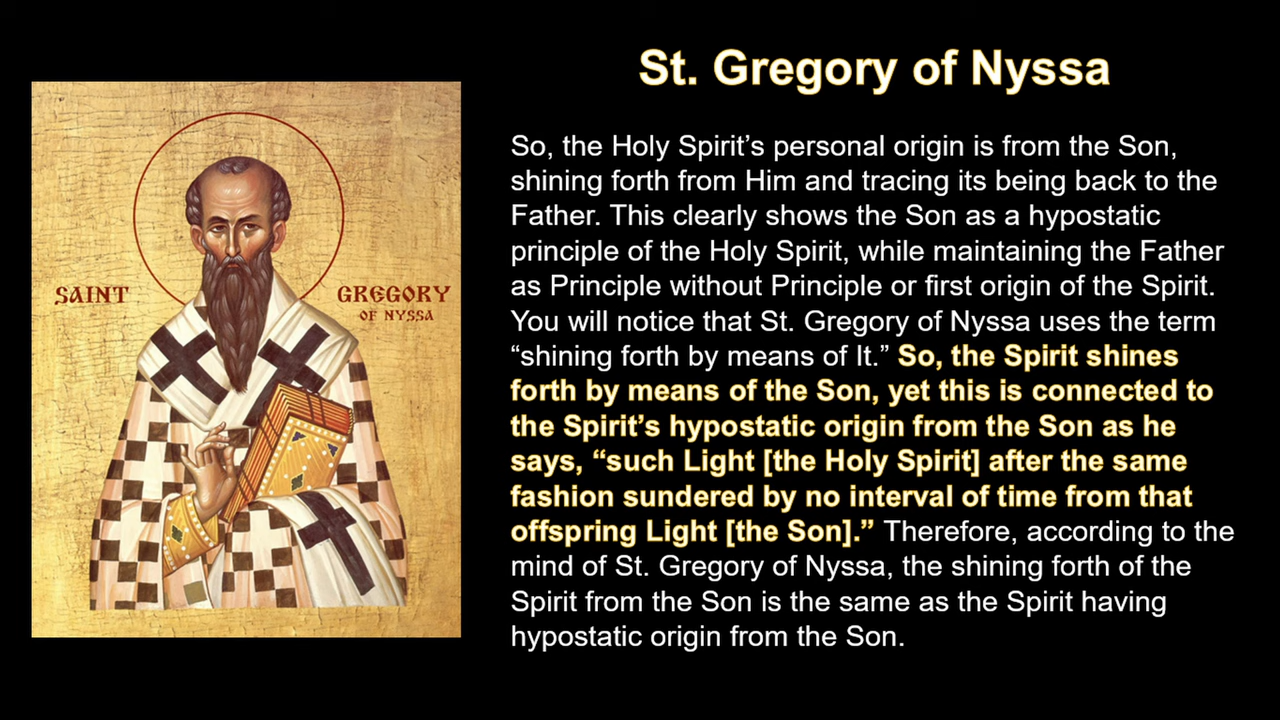 St. Gregory of Nyssa
SAINT
GREGORY
OF NYSSA
So, the Holy Spirit’s personal origin is from the Son,
shining forth from Him and tracing its being back to the
Father. This clearly shows the Son as a hypostatic
principle of the Holy Spirit, while maintaining the Father
as Principle without Principle or first origin of the Spirit.
You will notice that St. Gregory of Nyssa uses the term
“shining forth by means of It.” So, the Spirit shines
forth by means of the Son, yet this is connected to
the Spirit’s hypostatic origin from the Son as he
says, “such Light [the Holy Spirit] after the same
fashion sundered by no interval of time from that
offspring Light [the Son].” Therefore, according to the
mind of St. Gregory of Nyssa, the shining forth of the
Spirit from the Son is the same as the Spirit having
hypostatic origin from the Son.